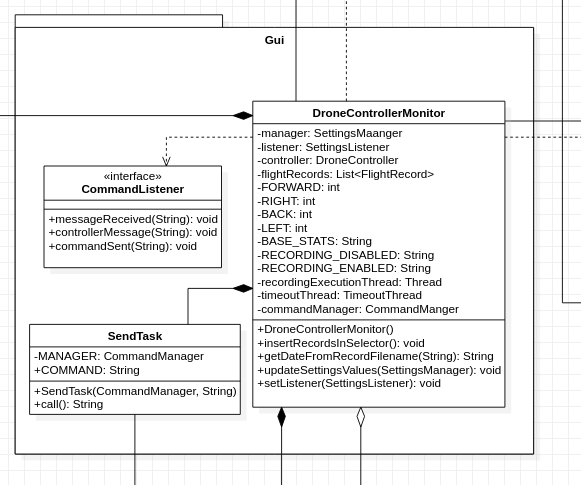 Gui
DroneControllerMonitor
-manager: SettingsMaanger
-listener: SettingsListener
-controller: DroneController
-flightRecords: List<FlightRecord>
-FORWARD: int
-RIGHT: int
-BACK: int
-LEFT: int
-BASE_STATS: String
-RECORDING_DISABLED: String
-RECORDING_ENABLED: String
-recordingExecutionThread: Thread
-timeoutThread: TimeoutThread
-commandManager: CommandManger
+DroneControllerMonitor()
+insertRecordsInSelector(): void
+getDateFromRecordFilename(String): String
+updateSettingsValues(SettingsManager): void
+setListener(SettingsListener): void
«interface»
CommandListener
+messageReceived(String): void
+controllerMessage(String): void
+commandSent(String): void
SendTask
-MANAGER: CommandManager
+COMMAND: String
+SendTask(CommandManager, String)
+call(): String